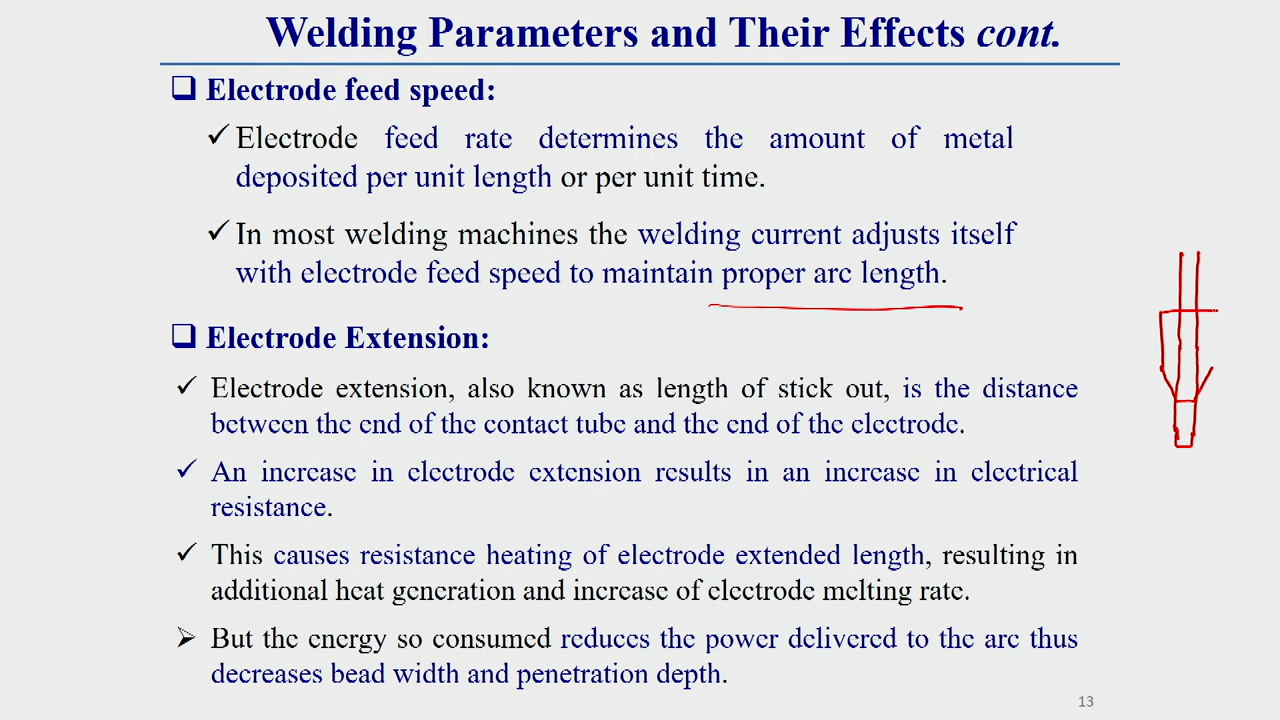 Welding Parameters and Their Effects cont.
❑ Electrode feed speed:
✓ Electrode feed rate determines the amount of metal
deposited per unit length or per unit time.
✓ In most welding machines the welding current adjusts itself
with electrode feed speed to maintain proper arc length.
❑ Electrode Extension:
✓ Electrode extension, also known as length of stick out, is the distance
between the end of the contact tube and the end of the electrode.
✓ An increase in electrode extension results in an increase in electrical
resistance.
✓ This causes resistance heating of electrode extended length, resulting in
additional heat generation and increase of electrode melting rate.
➢ But the energy so consumed reduces the power delivered to the arc thus
decreases bead width and penetration depth.
13